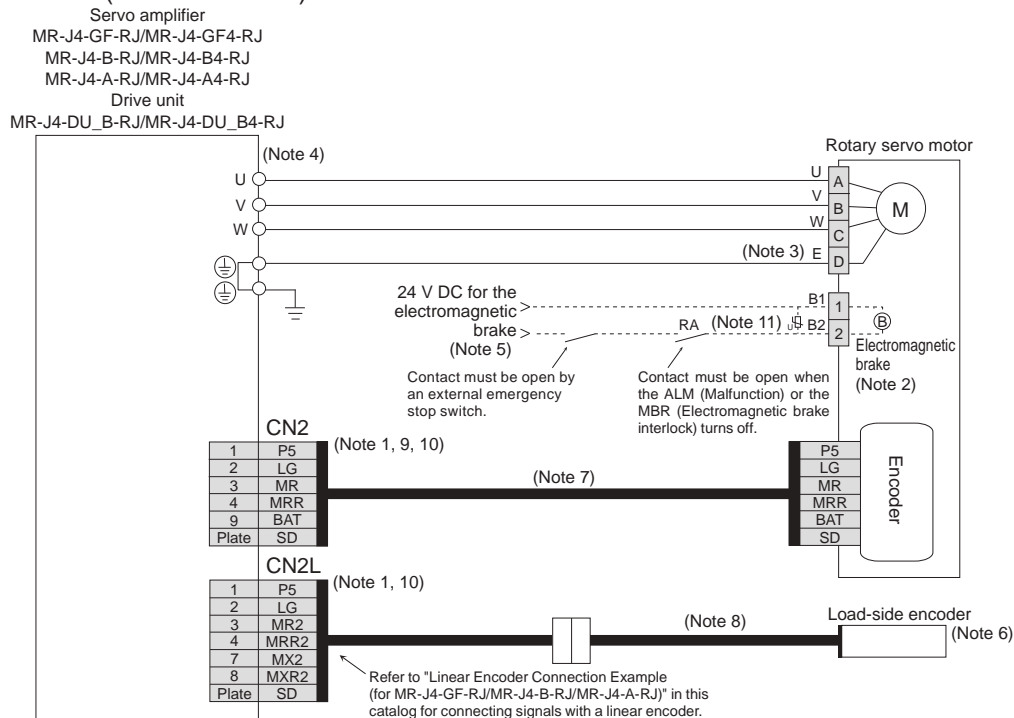 Servo amplifier
MR-J4-GF-RJ/MR-J4-GF4-RJ
MR-J4-B-RJ/MR-J4-B4-RJ
MR-J4-A-RJ/MR-J4-A4-RJ
Drive unit
MR-J4-DU_B-RJ/MR-J4-DU_B4-RJ
(Note 4)
Rotary servo motor
U
U
A
V
V
B
M
W
W
C
(Note 3)
E
D
24 V DC for the
electromagnetic
brake
(Note 5)
RA
(Note 11)
U
B1
1
B2
2
B
Electromagnetic
brake
(Note 2)
Contact must be open by
an external emergency
stop switch.
Contact must be open when
the ALM (Malfunction) or the
MBR (Electromagnetic brake
interlock) turns off.
CN2
(Note 1, 9, 10)
1 P5
2 LG
3 MR
4 MRR
9 BAT
Plate SD
(Note 7)
P5
LG
MR
MRR
BAT
SD
Encoder
CN2L
(Note 1, 10)
1 P5
2 LG
3 MR2
4 MRR2
7 MX2
8 MXR2
Plate SD
(Note 8)
Load-side encoder
(Note 6)
Refer to "Linear Encoder Connection Example
(for MR-J4-GF-RJ/MR-J4-B-RJ/MR-J4-A-RJ)" in this
catalog for connecting signals with a linear encoder.